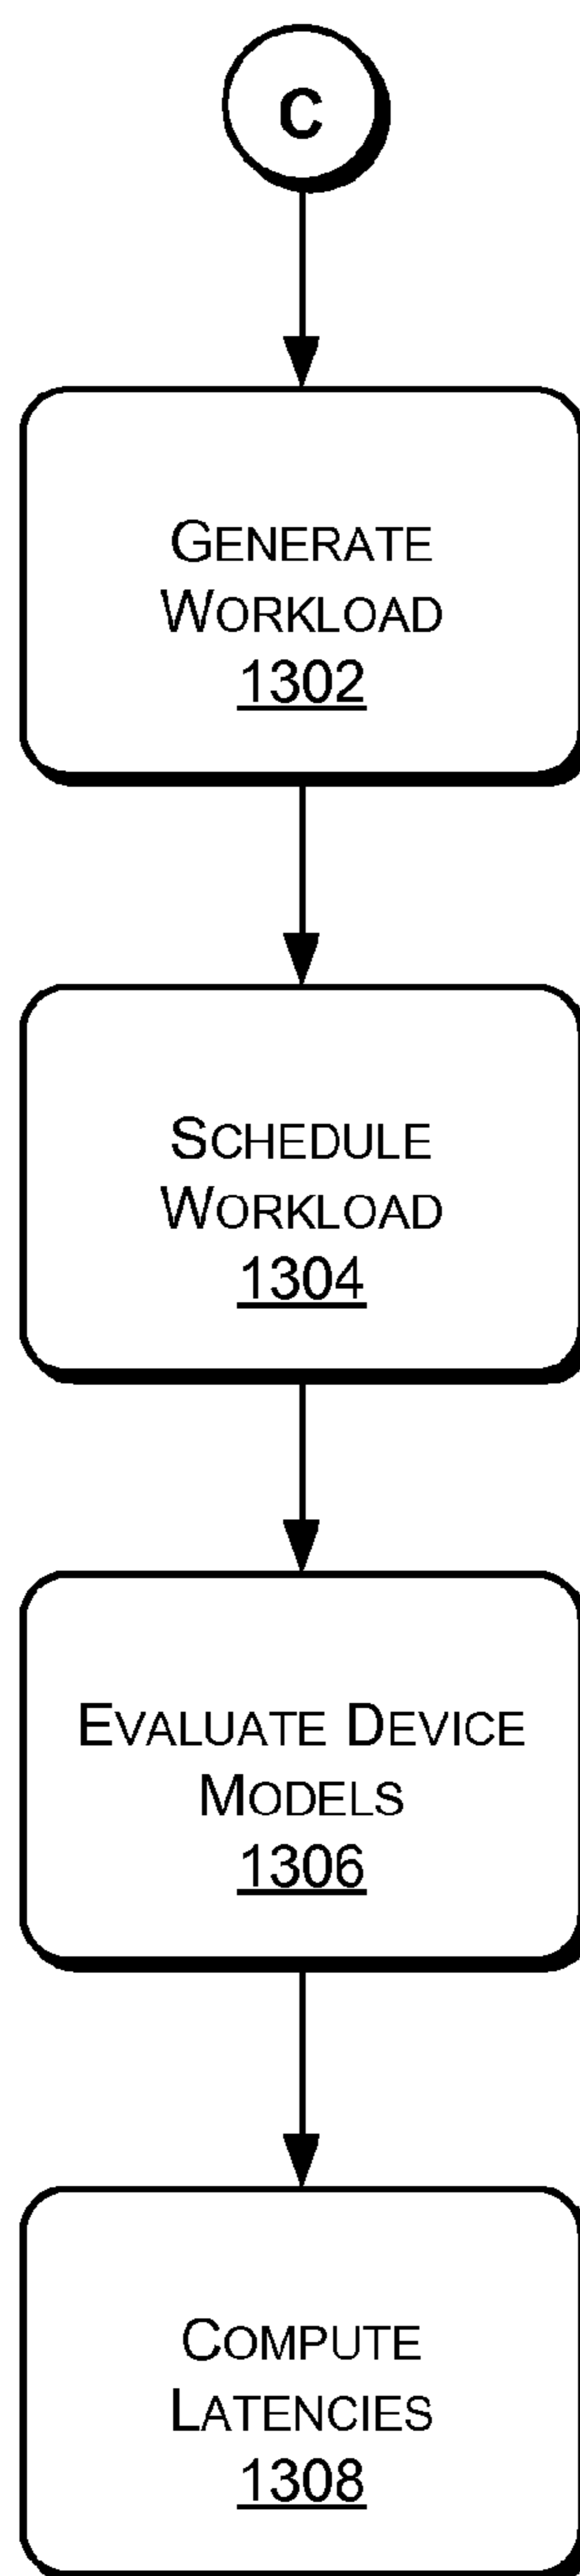 C
GENERATE
WORKLOAD
1302
SCHEDULE
WORKLOAD
1304
EVALUATE DEVICE
MODELS
1306
COMPUTE
LATENCIES
1308